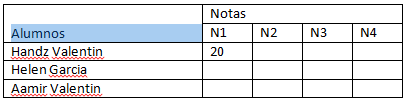 Notas
Alumnos N1 N2 N3 N4
Handz Valentin 20
Helen Garcia
Aamir Valentin